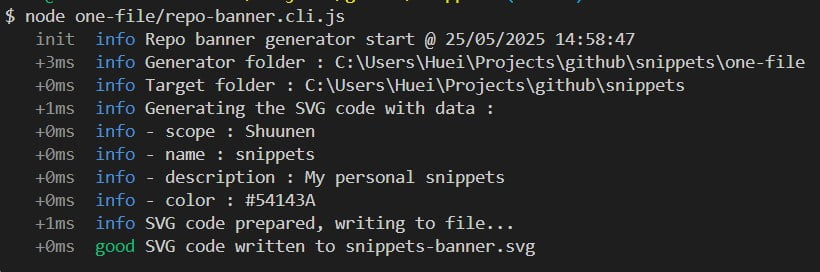 $ node one-file/repo-banner.cli.js
init info Repo banner generator start @ 25/05/2025 14:58:47
+3ms info Generator folder : C:\Users\Huei\Projects\github\snippets\one-file
+0ms info Target folder : C:\Users\Huei\Projects\github\snippets
+1ms info Generating the SVG code with data :
+0ms info - scope : Shuunen
+0ms info - name : snippets
+0ms info - description : My personal snippets
+0ms info - color : #54143A
+1ms info SVG code prepared, writing to file...
+0ms good SVG code written to snippets-banner.svg